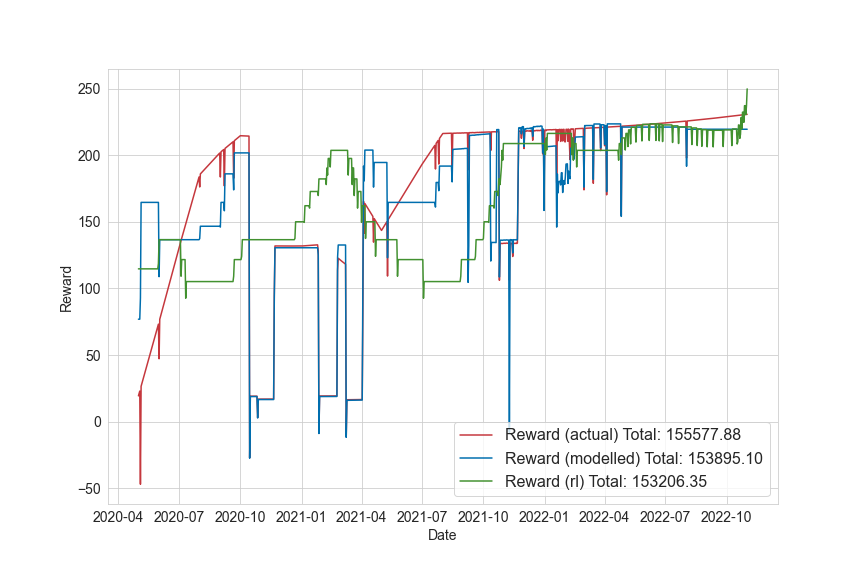 250
200
150
100
50
0
−50
Reward
Reward (actual) Total: 155577.88
Reward (modelled) Total: 153895.10
Reward (rl) Total: 153206.35
2020-04 2020-07 2020-10 2021-01 2021-04 2021-07 2021-10 2022-01 2022-04 2022-07 2022-10
Date